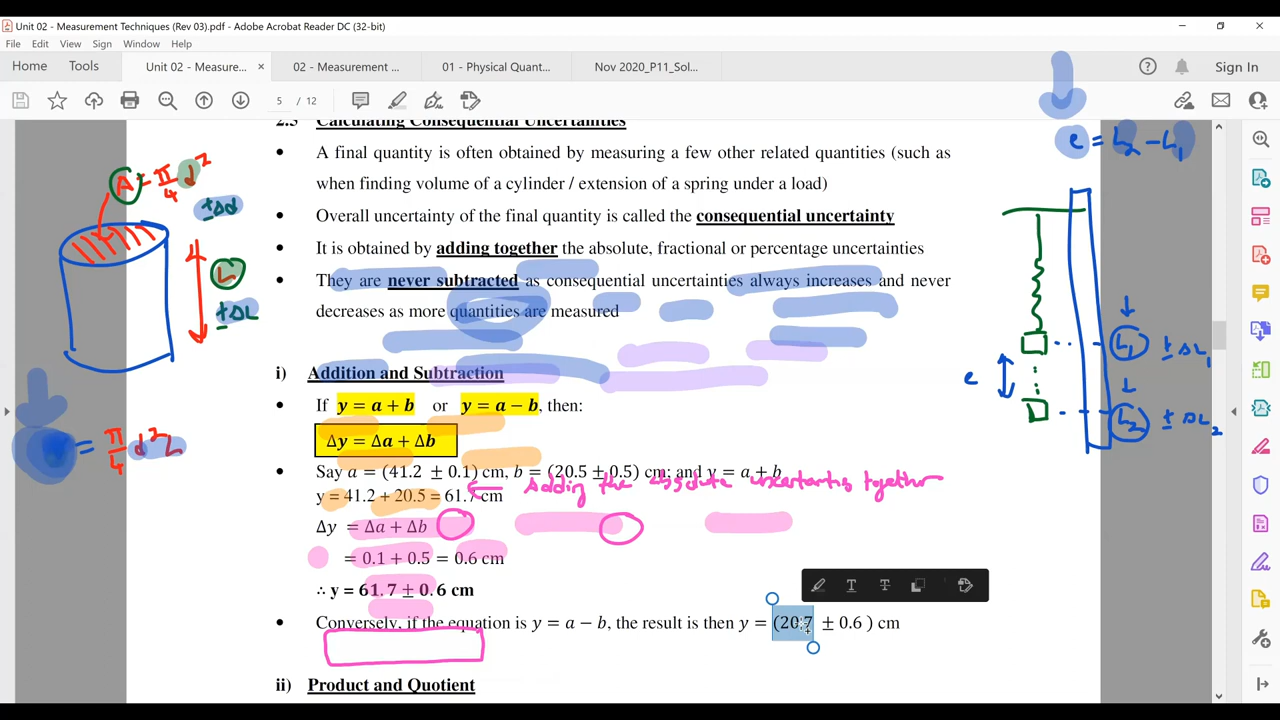 Unit 02 - Measurement Techniques (Rev 03).pdf - Adobe Acrobat Reader DC (32-bit)
File Edit View Sign Window Help
Home Tools Unit 02 - Measure... × 02 - Measurement ... 01 - Physical Quant... Nov 2020_P11_Sol... Sign In
5 / 12
2.5 Calculating Consequential Uncertainties
• A final quantity is often obtained by measuring a few other related quantities (such as
when finding volume of a cylinder / extension of a spring under a load)
• Overall uncertainty of the final quantity is called the consequential uncertainty
• It is obtained by adding together the absolute, fractional or percentage uncertainties
• They are never subtracted as consequential uncertainties always increases and never
decreases as more quantities are measured
i) Addition and Subtraction
• If y = a + b or y = a − b, then:
Δy = Δa + Δb
• Say a = (41.2 ± 0.1) cm, b = (20.5 ± 0.5) cm; and y = a + b
y = 41.2 + 20.5 = 61.7 cm
← Adding the absolute uncertainties together
Δy = Δa + Δb
= 0.1 + 0.5 = 0.6 cm
∴ y = 61.7 ± 0.6 cm
• Conversely, if the equation is y = a − b, the result is then y = (20.7 ± 0.6 ) cm
ii) Product and Quotient
A = π/4 d²
± Δd
L
± ΔL
V = π/4 d²L
e = L₂ − L₁
L₁ ± ΔL₁
e
L₂ ± ΔL₂